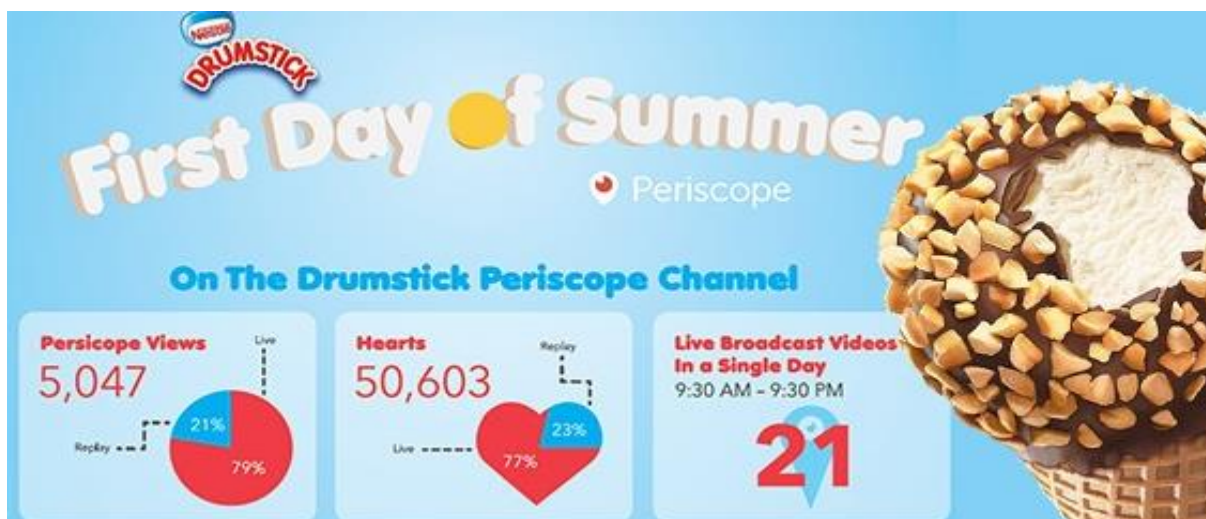 Nestlé
DRUMSTICK
First Day of Summer
Periscope
On The Drumstick Periscope Channel
Persicope Views
5,047
Live
21%
Replay
79%
Hearts
50,603
Replay
23%
Live
77%
Live Broadcast Videos
In a Single Day
9:30 AM – 9:30 PM
21